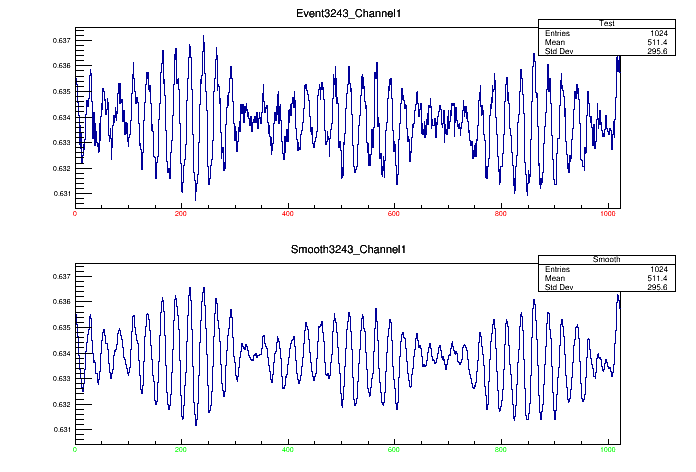 Event3243_Channel1
Test
Entries 1024
Mean 511.4
Std Dev 295.6
0.637
0.636
0.635
0.634
0.633
0.632
0.631
0 200 400 600 800 1000
Smooth3243_Channel1
Smooth
Entries 1024
Mean 511.4
Std Dev 295.6
0.637
0.636
0.635
0.634
0.633
0.632
0.631
0 200 400 600 800 1000